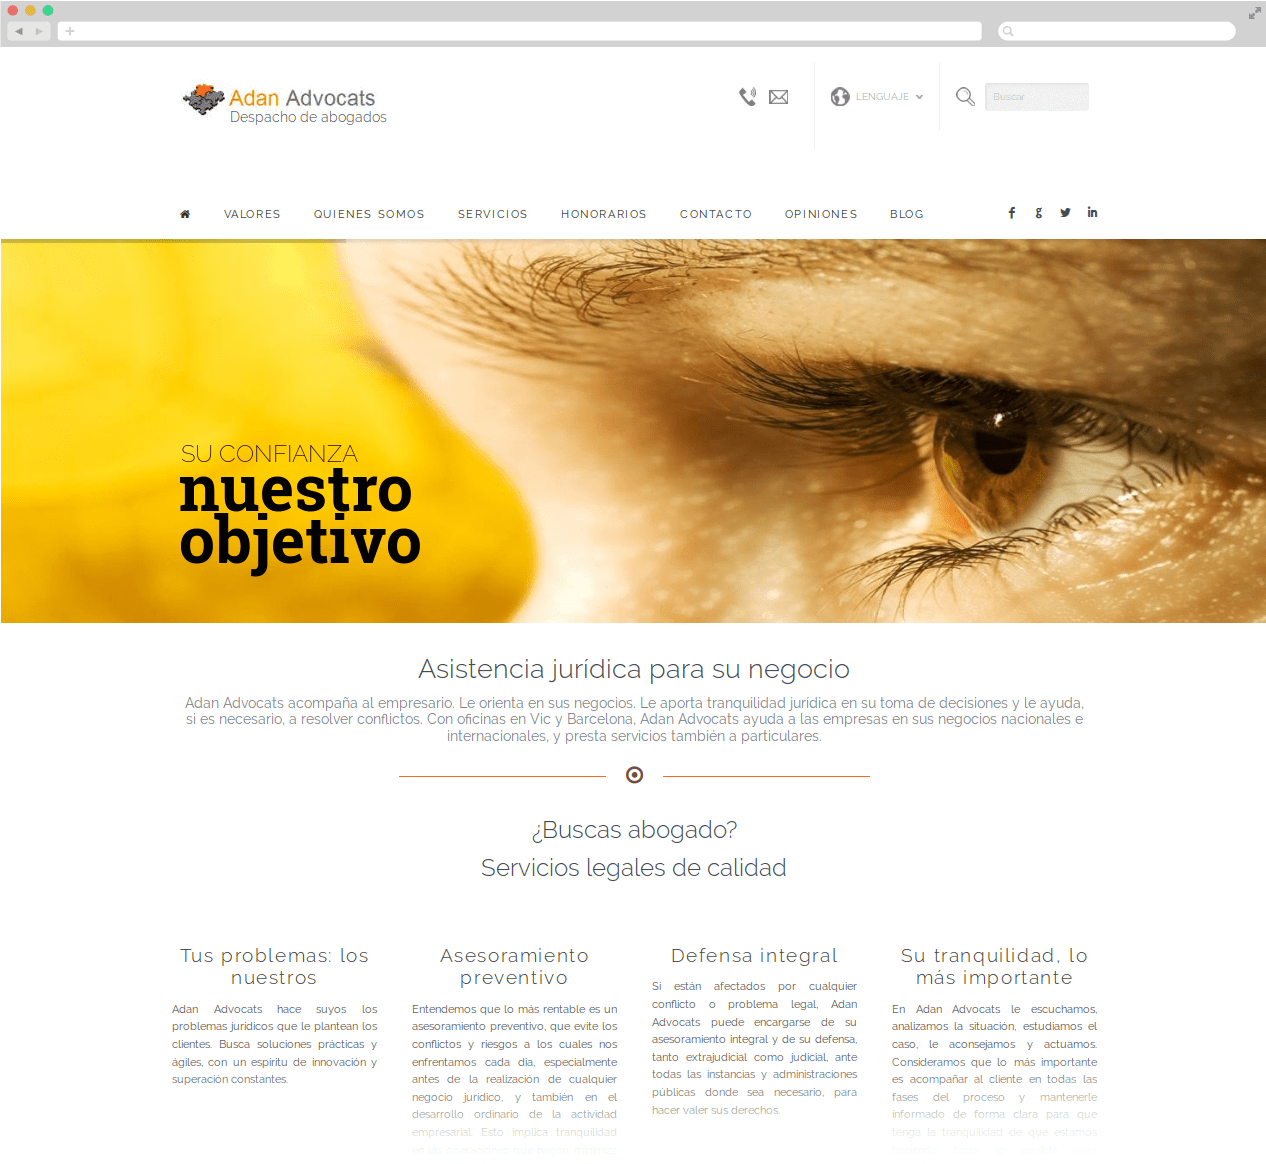 Adan Advocats
Despacho de abogados
LENGUAJE
Buscar
VALORES
QUIENES SOMOS
SERVICIOS
HONORARIOS
CONTACTO
OPINIONES
BLOG
SU CONFIANZA
nuestro
objetivo
Asistencia jurídica para su negocio
Adan Advocats acompaña al empresario. Le orienta en sus negocios. Le aporta tranquilidad jurídica en su toma de decisiones y le ayuda,
si es necesario, a resolver conflictos. Con oficinas en Vic y Barcelona, Adan Advocats ayuda a las empresas en sus negocios nacionales e
internacionales, y presta servicios también a particulares.
¿Buscas abogado?
Servicios legales de calidad
Tus problemas: los
nuestros
Adan Advocats hace suyos los
problemas jurídicos que le plantean los
clientes. Busca soluciones prácticas y
ágiles, con un espíritu de innovación y
superación constantes.
Asesoramiento
preventivo
Entendemos que lo más rentable es un
asesoramiento preventivo, que evite los
conflictos y riesgos a los cuales nos
enfrentamos cada día, especialmente
antes de la realización de cualquier
negocio jurídico, y también en el
desarrollo ordinario de la actividad
empresarial. Esto implica tranquilidad
Defensa integral
Si están afectados por cualquier
conflicto o problema legal, Adan
Advocats puede encargarse de su
asesoramiento integral y de su defensa,
tanto extrajudicial como judicial, ante
todas las instancias y administraciones
públicas donde sea necesario, para
hacer valer sus derechos.
Su tranquilidad, lo
más importante
En Adan Advocats le escuchamos,
analizamos la situación, estudiamos el
caso, le aconsejamos y actuamos.
Consideramos que lo más importante
es acompañar al cliente en todas las
fases del proceso y mantenerle
informado de forma clara para que
tenga la tranquilidad de que estamos